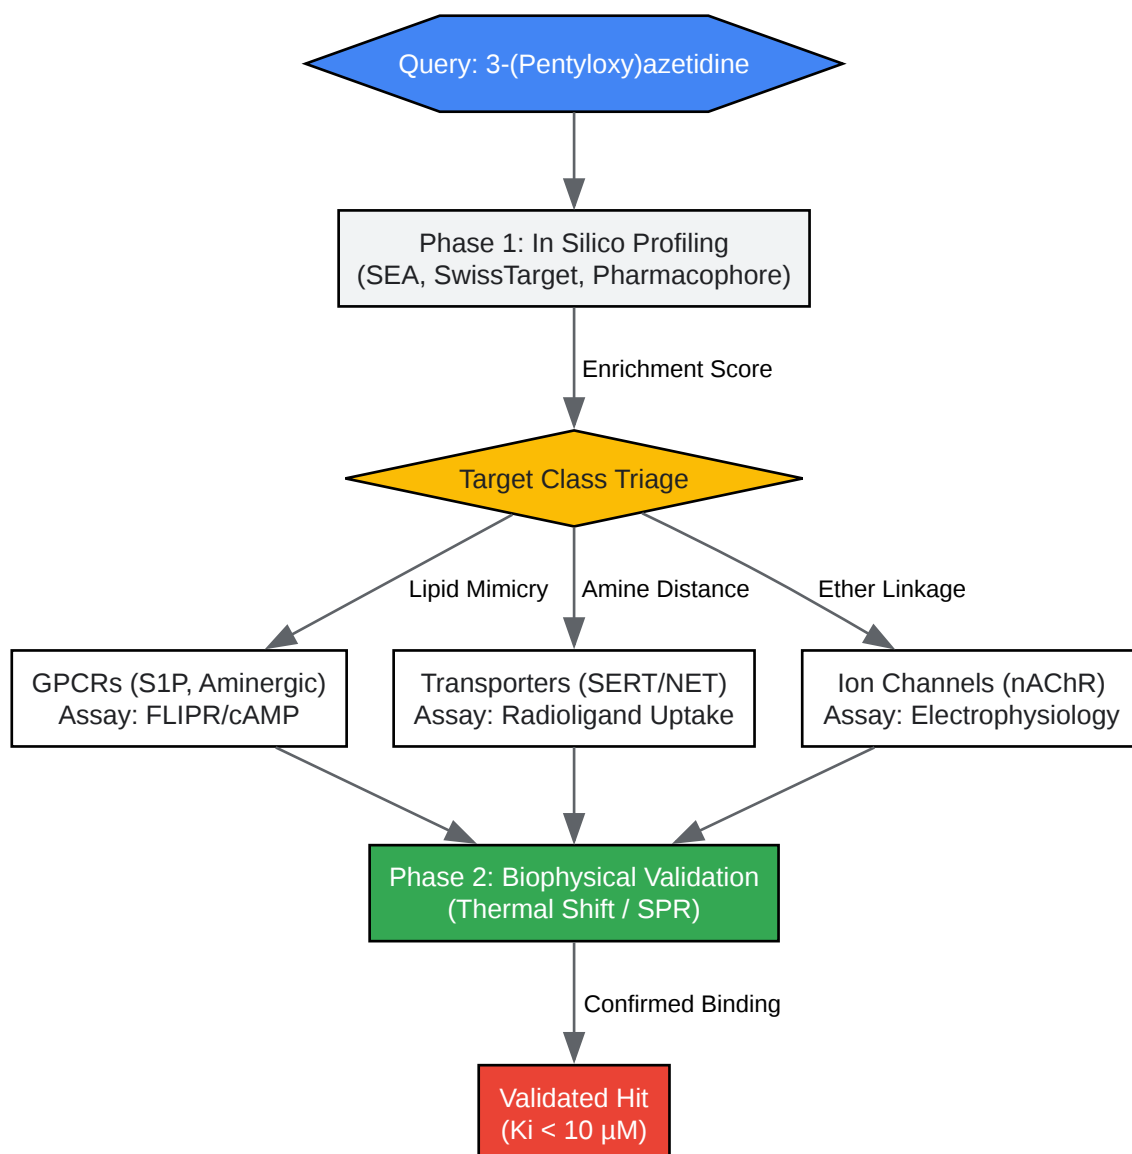 Query: 3-(Pentyloxy)azetidine
Phase 1: In Silico Profiling
(SEA, SwissTarget, Pharmacophore)
Enrichment Score
Target Class Triage
Lipid Mimicry
Amine Distance
Ether Linkage
GPCRs (S1P, Aminergic)
Assay: FLIPR/cAMP
Transporters (SERT/NET)
Assay: Radioligand Uptake
Ion Channels (nAChR)
Assay: Electrophysiology
Phase 2: Biophysical Validation
(Thermal Shift / SPR)
Confirmed Binding
Validated Hit
(Ki < 10 µM)